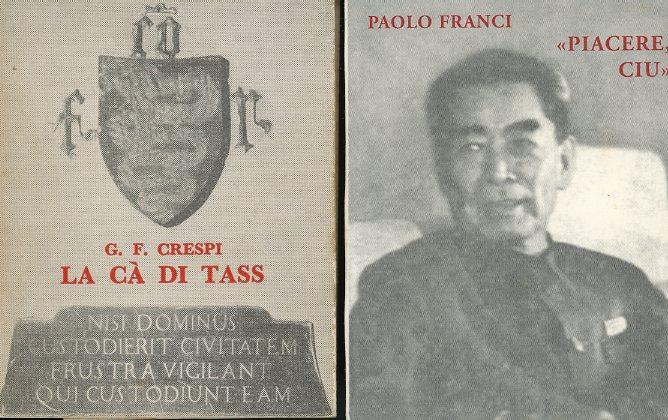 G. F. CRESPI
LA CÀ DI TASS
NISI DOMINUS
CUSTODIERIT CIVITATEM
FRUSTRA VIGILANT
QUI CUSTODIUNT EAM
PAOLO FRANCI
«PIACERE,
CIU»